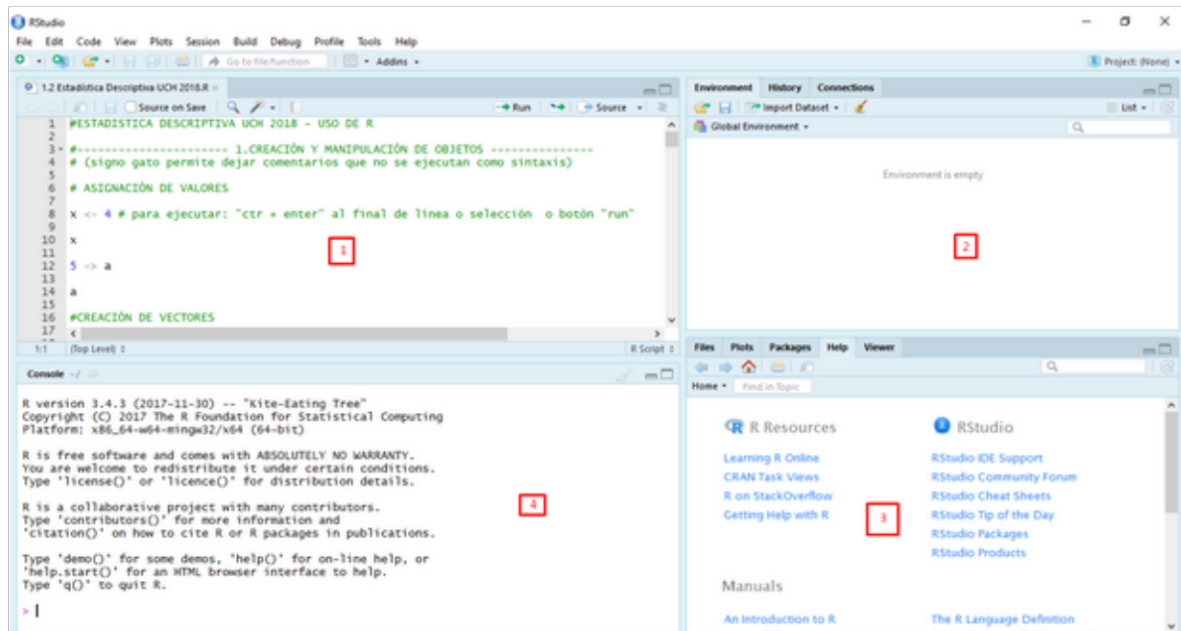 RStudio
File Edit Code View Plots Session Build Debug Profile Tools Help
Go to file/function Addins
Project: (None)
1.2 Estadística Descriptiva UCH 2018.R
Source on Save Run Source
1 #ESTADISTICA DESCRIPTIVA UCH 2018 - USO DE R
2
3 #---------------------- 1.CREACIÓN Y MANIPULACIÓN DE OBJETOS ---------------
4 # (signo gato permite dejar comentarios que no se ejecutan como sintaxis)
5
6 # ASIGNACIÓN DE VALORES
7
8 x <- 4 # para ejecutar: "ctr + enter" al final de línea o selección o botón "run"
9
10 x
11
12 5 -> a
13
14 a
15
16 #CREACIÓN DE VECTORES
17
1
1:1 (Top Level) R Script
Environment History Connections
Import Dataset List
Global Environment
Environment is empty
2
Console ~/
R version 3.4.3 (2017-11-30) -- "Kite-Eating Tree"
Copyright (C) 2017 The R Foundation for Statistical Computing
Platform: x86_64-w64-mingw32/x64 (64-bit)
R is free software and comes with ABSOLUTELY NO WARRANTY.
You are welcome to redistribute it under certain conditions.
Type 'license()' or 'licence()' for distribution details.
R is a collaborative project with many contributors.
Type 'contributors()' for more information and
'citation()' on how to cite R or R packages in publications.
Type 'demo()' for some demos, 'help()' for on-line help, or
'help.start()' for an HTML browser interface to help.
Type 'q()' to quit R.
>
4
Files Plots Packages Help Viewer
Home Find in Topic
R Resources
Learning R Online
CRAN Task Views
R on StackOverflow
Getting Help with R
RStudio
RStudio IDE Support
RStudio Community Forum
RStudio Cheat Sheets
RStudio Tip of the Day
RStudio Packages
RStudio Products
3
Manuals
An Introduction to R
The R Language Definition